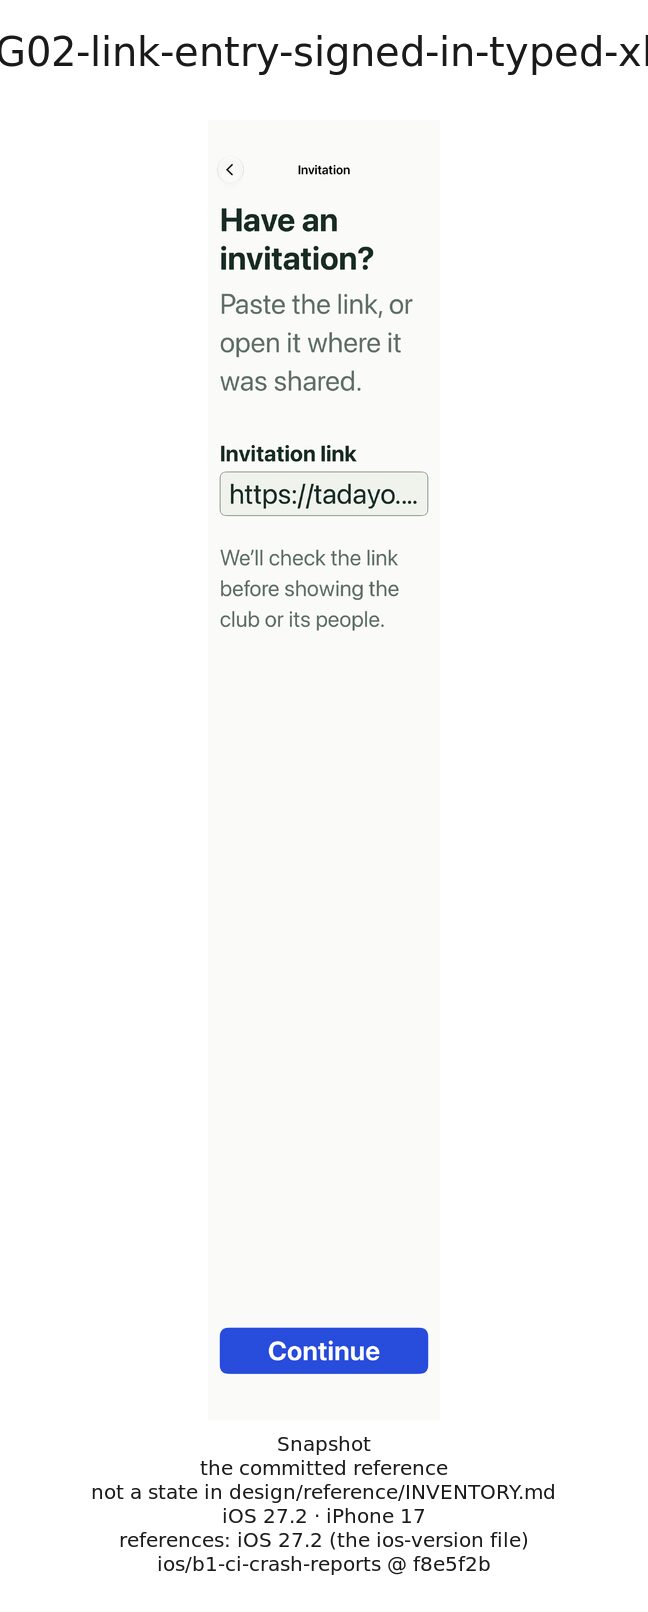 G02-link-entry-signed-in-typed-xl
Invitation
Have an
invitation?
Paste the link, or
open it where it
was shared.
Invitation link
https://tadayo.…
We’ll check the link
before showing the
club or its people.
Continue
Snapshot
the committed reference
not a state in design/reference/INVENTORY.md
iOS 27.2 · iPhone 17
references: iOS 27.2 (the ios-version file)
ios/b1-ci-crash-reports @ f8e5f2b